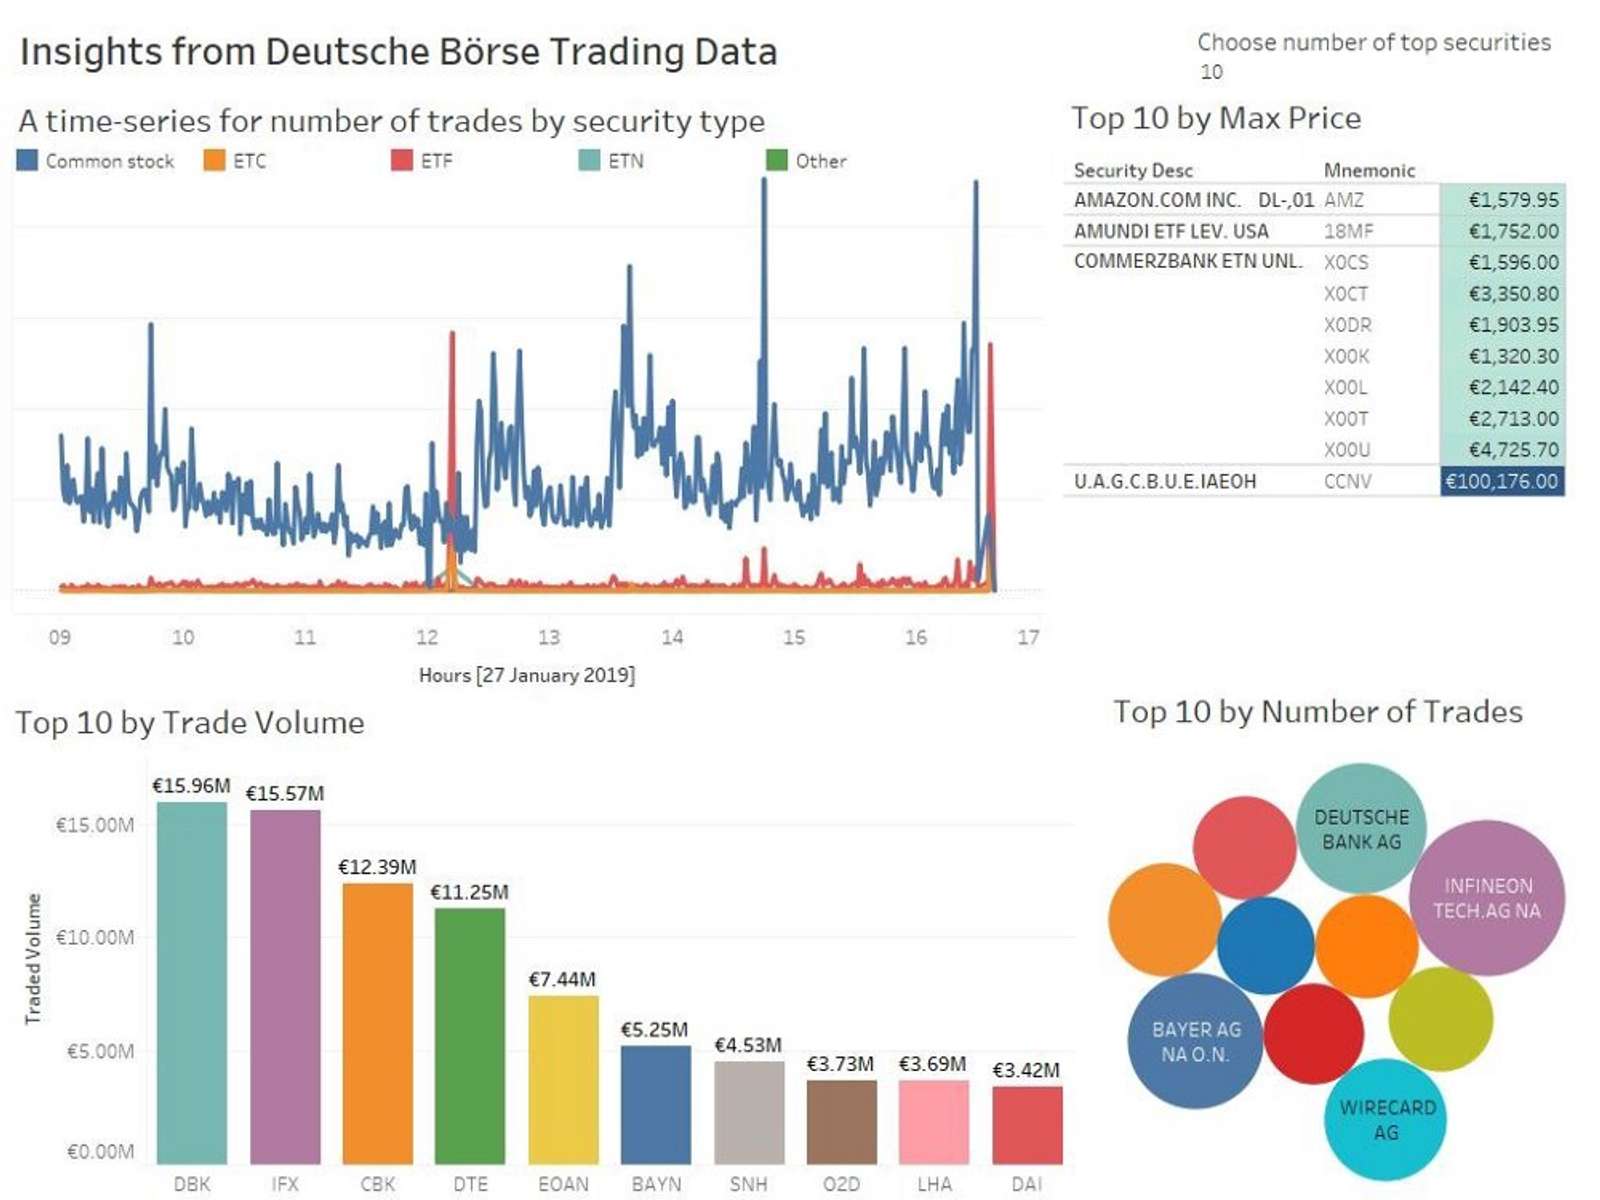 Insights from Deutsche Börse Trading Data
Choose number of top securities
10
A time-series for number of trades by security type
Common stock ETC ETF ETN Other
09 10 11 12 13 14 15 16 17
Hours [27 January 2019]
Top 10 by Max Price
Security Desc Mnemonic
AMAZON.COM INC. DL-,01 AMZ €1,579.95
AMUNDI ETF LEV. USA 18MF €1,752.00
COMMERZBANK ETN UNL. X0CS €1,596.00
X0CT €3,350.80
X0DR €1,903.95
X00K €1,320.30
X00L €2,142.40
X00T €2,713.00
X00U €4,725.70
U.A.G.C.B.U.E.IAEOH CCNV €100,176.00
Top 10 by Trade Volume
Traded Volume
€15.00M
€10.00M
€5.00M
€0.00M
€15.96M €15.57M €12.39M €11.25M €7.44M €5.25M €4.53M €3.73M €3.69M €3.42M
DBK IFX CBK DTE EOAN BAYN SNH O2D LHA DAI
Top 10 by Number of Trades
DEUTSCHE
BANK AG
INFINEON
TECH.AG NA
BAYER AG
NA O.N.
WIRECARD
AG